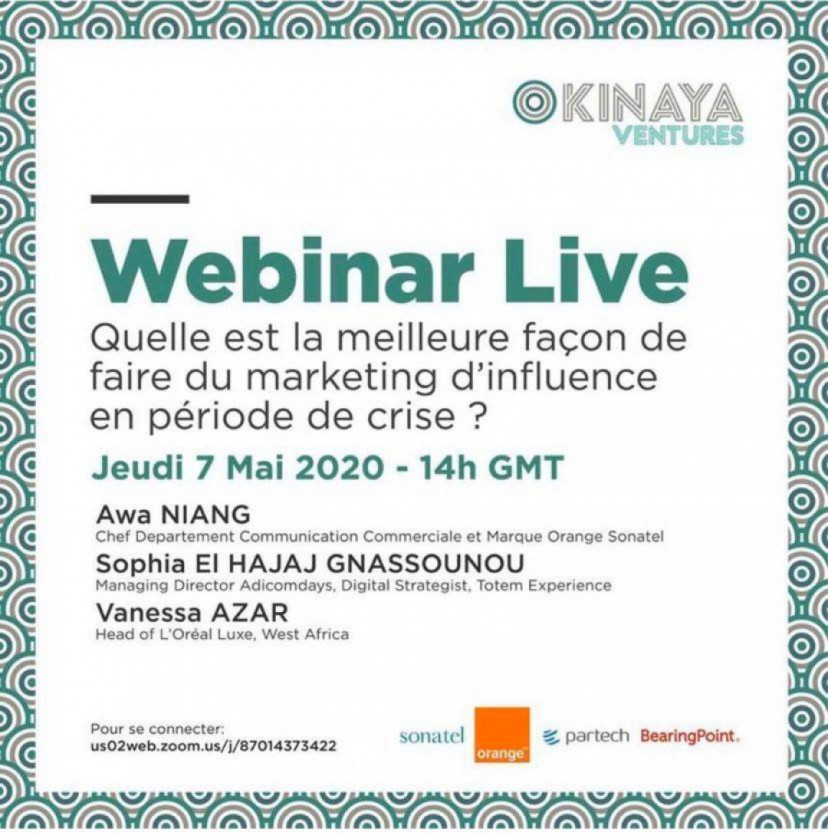 OKINAYA
VENTURES
Webinar Live
Quelle est la meilleure façon de
faire du marketing d'influence
en période de crise ?
Jeudi 7 Mai 2020 - 14h GMT
Awa NIANG
Chef Departement Communication Commerciale et Marque Orange Sonatel
Sophia El HAJAJ GNASSOUNOU
Managing Director Adicomdays, Digital Strategist, Totem Experience
Vanessa AZAR
Head of L'Oréal Luxe, West Africa
Pour se connecter:
us02web.zoom.us/j/87014373422
sonatel
orange™
partech
BearingPoint.